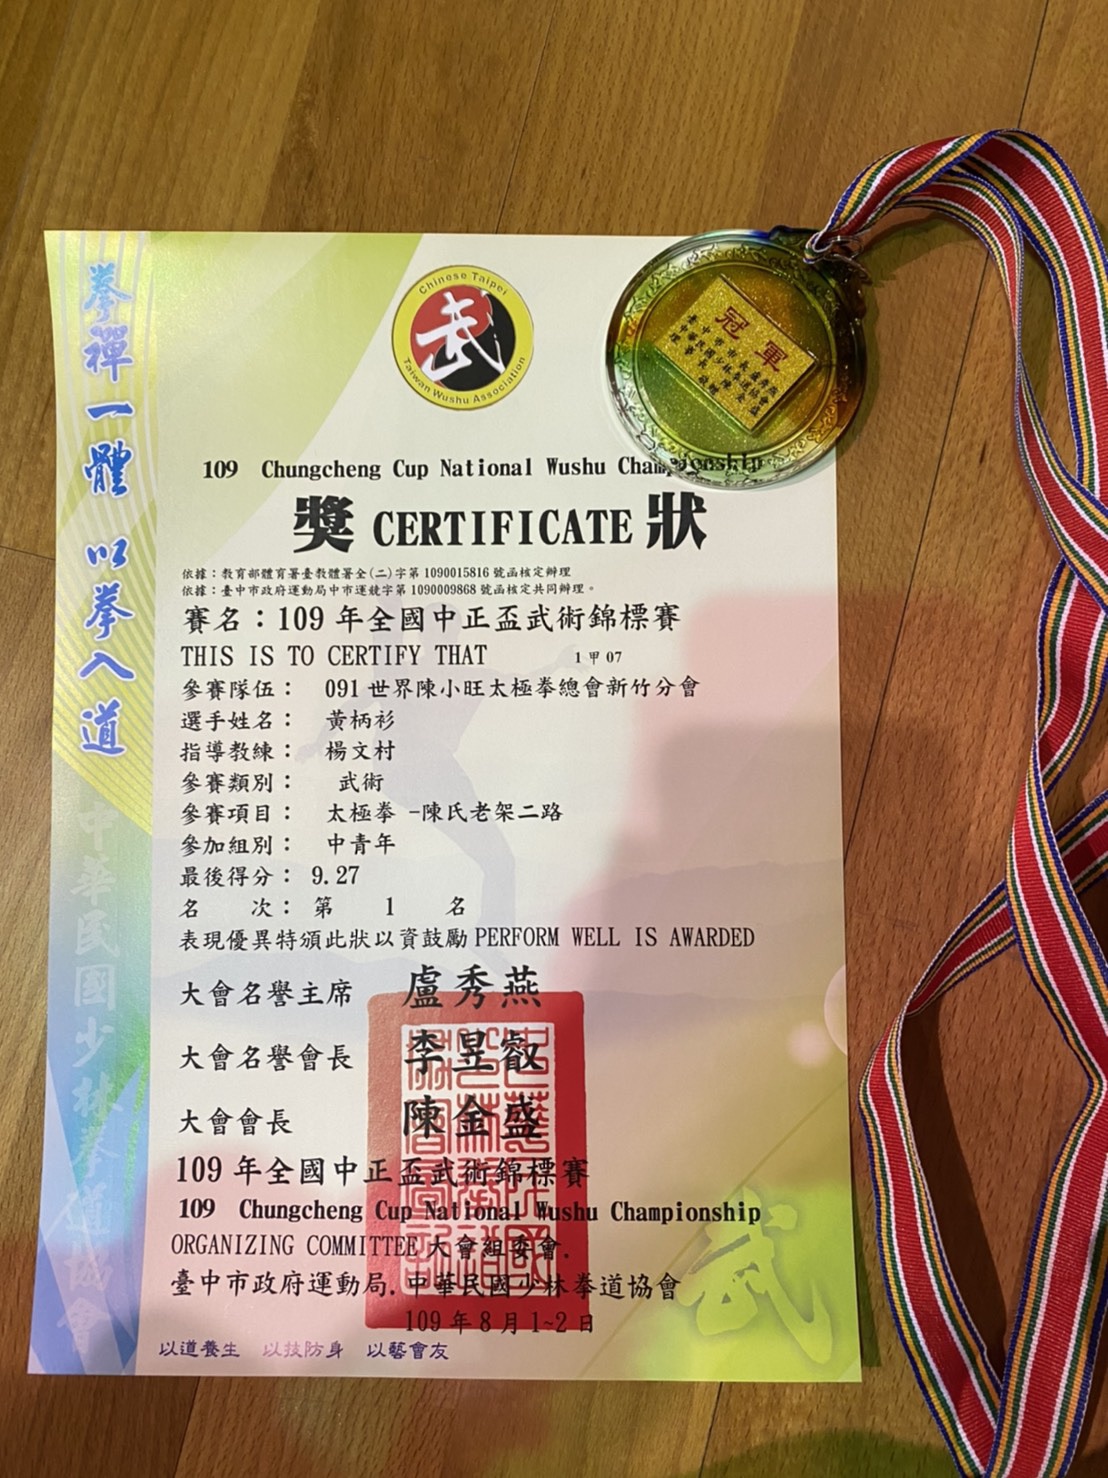 拳禪一體 以拳入道
中華民國少林拳道協會
Chinese Taipei
武
Taiwan Wushu Association
冠軍
109 Chungcheng Cup National Wushu Championship
獎 CERTIFICATE 狀
依據：教育部體育署臺教體署全(二)字第 1090015816 號函核定辦理
依據：臺中市政府運動局中市運競字第 1090009868 號函核定共同辦理。
賽名：109 年全國中正盃武術錦標賽
THIS IS TO CERTIFY THAT 1 甲 07
參賽隊伍： 091 世界陳小旺太極拳總會新竹分會
選手姓名： 黃柄衫
指導教練： 楊文村
參賽類別： 武術
參賽項目： 太極拳 -陳氏老架二路
參加組別： 中青年
最後得分： 9.27
名 次： 第 1 名
表現優異特頒此狀以資鼓勵 PERFORM WELL IS AWARDED
大會名譽主席 盧秀燕
大會名譽會長 李昱叡
大會會長 陳金盛
109 年全國中正盃武術錦標賽
109 Chungcheng Cup National Wushu Championship
ORGANIZING COMMITTEE 大會組委會.
臺中市政府運動局.中華民國少林拳道協會
109 年 8 月 1~2 日
以道養生 以技防身 以藝會友
武